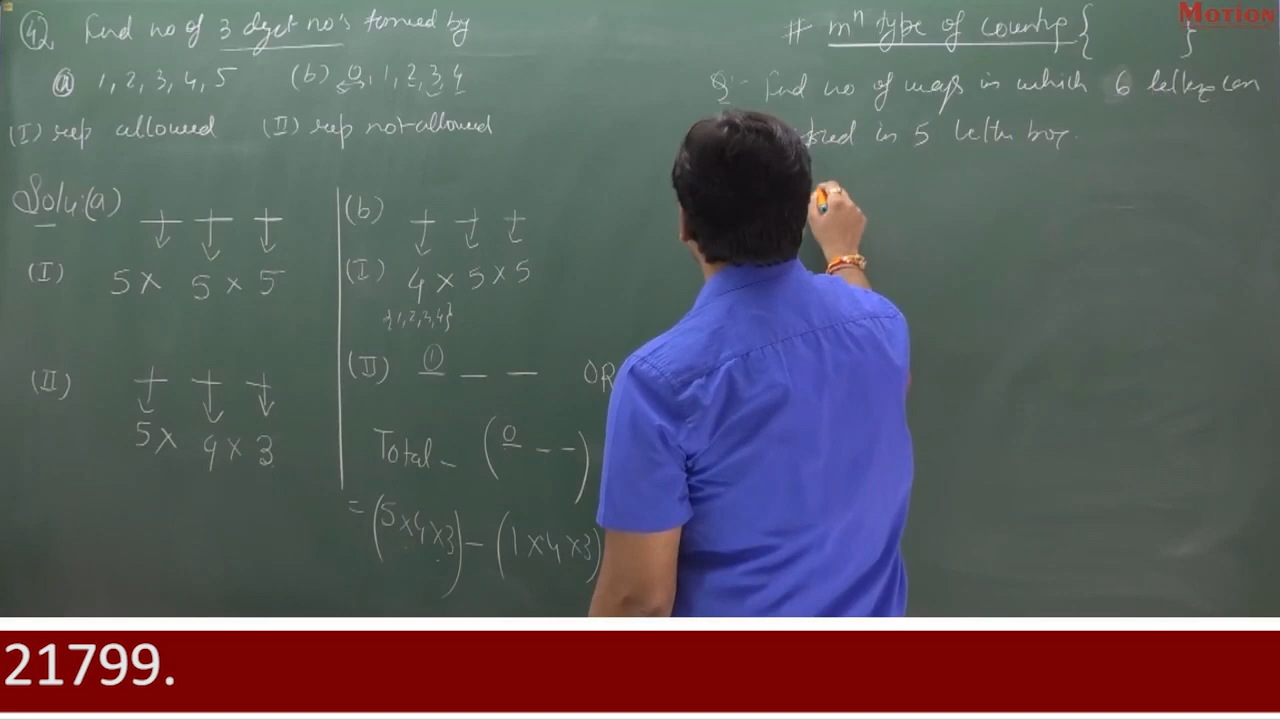 Q2. Find no of 3 digit no's formed by
(a) 1, 2, 3, 4, 5 (b) 0, 1, 2, 3, 4
(I) rep allowed (II) rep not-allowed
Solu:(a)
(I) 5 × 5 × 5
(II) 5 × 4 × 3
(b)
(I) 4 × 5 × 5
{1,2,3,4}
(II) OR
Total - (0 - -)
= (5×4×3) - (1×4×3)
MOTION
# mⁿ type of counting { }
Q:- Find no of ways in which 6 letters can
in 5 letter box.
21799.